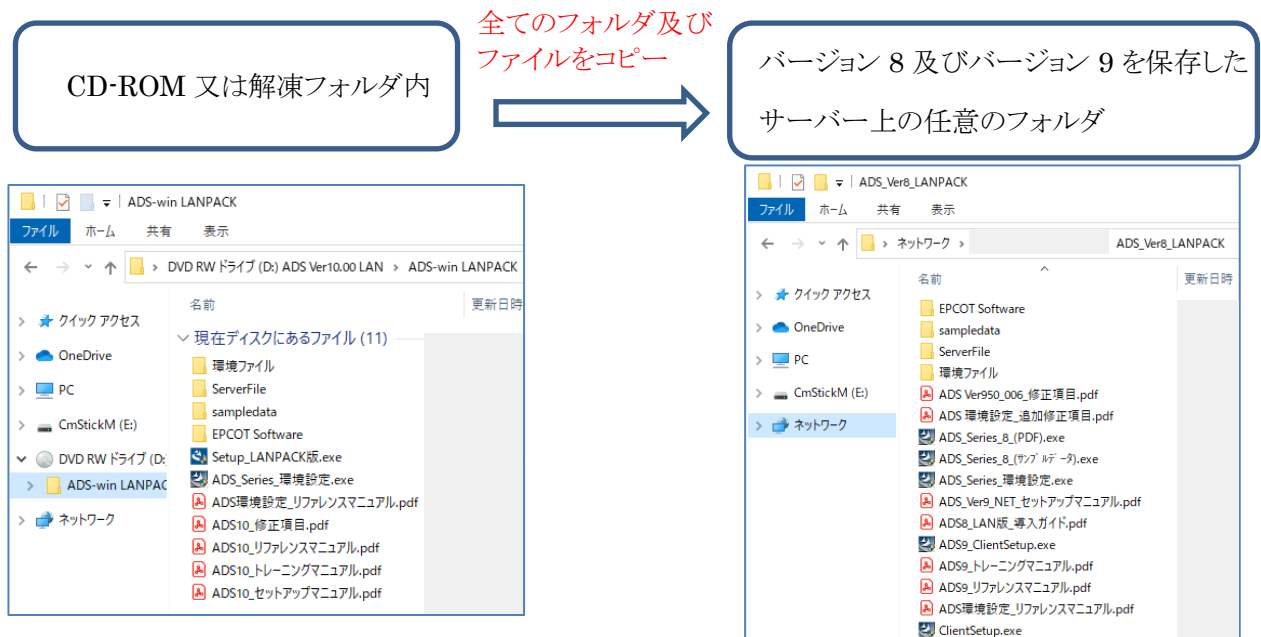 全てのフォルダ及び
ファイルをコピー
CD-ROM 又は解凍フォルダ内
バージョン 8 及びバージョン 9 を保存した
サーバー上の任意のフォルダ
ADS-win LANPACK
ファイル ホーム 共有 表示
DVD RW ドライブ (D:) ADS Ver10.00 LAN > ADS-win LANPACK
名前 更新日時
クイック アクセス
OneDrive
PC
CmStickM (E:)
DVD RW ドライブ (D:
ADS-win LANPAC
ネットワーク
現在ディスクにあるファイル (11)
環境ファイル
ServerFile
sampledata
EPCOT Software
Setup_LANPACK版.exe
ADS_Series_環境設定.exe
ADS環境設定_リファレンスマニュアル.pdf
ADS10_修正項目.pdf
ADS10_リファレンスマニュアル.pdf
ADS10_トレーニングマニュアル.pdf
ADS10_セットアップマニュアル.pdf
ADS_Ver8_LANPACK
ファイル ホーム 共有 表示
ネットワーク > ADS_Ver8_LANPACK
名前 更新日時
クイック アクセス
OneDrive
PC
CmStickM (E:)
ネットワーク
EPCOT Software
sampledata
ServerFile
環境ファイル
ADS Ver950_006_修正項目.pdf
ADS 環境設定_追加修正項目.pdf
ADS_Series_8_(PDF).exe
ADS_Series_8_(ｻﾝﾌﾟﾙﾃﾞｰﾀ).exe
ADS_Series_環境設定.exe
ADS_Ver9_NET_セットアップマニュアル.pdf
ADS8_LAN版_導入ガイド.pdf
ADS9_ClientSetup.exe
ADS9_トレーニングマニュアル.pdf
ADS9_リファレンスマニュアル.pdf
ADS環境設定_リファレンスマニュアル.pdf
ClientSetup.exe